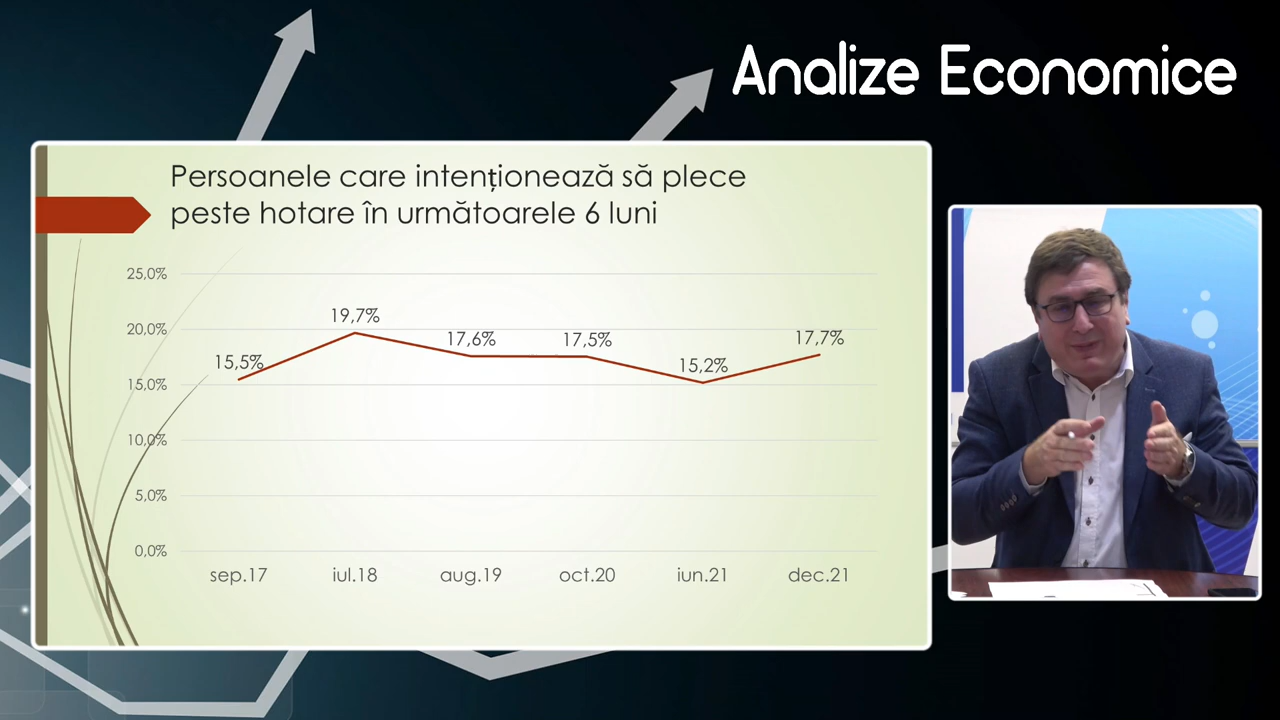 Analize Economice
Persoanele care intenționează să plece
peste hotare în următoarele 6 luni
25,0%
20,0%
15,0%
10,0%
5,0%
0,0%
15,5%
19,7%
17,6%
17,5%
15,2%
17,7%
sep.17
iul.18
aug.19
oct.20
iun.21
dec.21